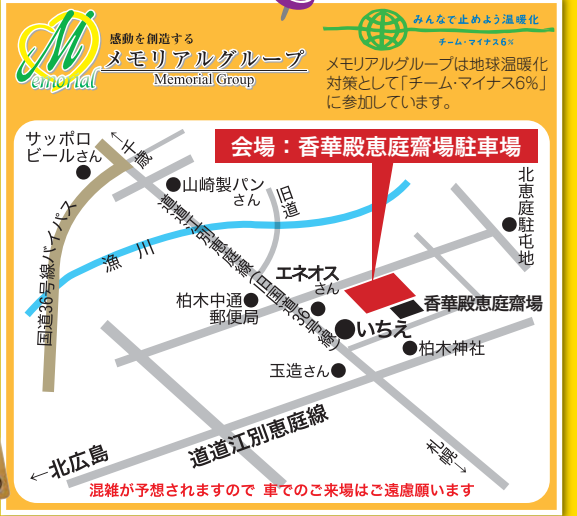 Memorial
感動を創造する
メモリアルグループ
Memorial Group
みんなで止めよう温暖化
チーム・マイナス6%
メモリアルグループは地球温暖化
対策として「チーム・マイナス6%」
に参加しています。
会場：香華殿恵庭齋場駐車場
サッポロ
ビールさん
←千歳
山崎製パン
さん
旧道
北恵庭駐屯地
国道36号線バイパス
漁川
道道江別恵庭線（旧国道36号線）
エネオス
さん
柏木中通
郵便局
香華殿恵庭齋場
いちえ
柏木神社
玉造さん
道道江別恵庭線
←北広島
札幌→
混雑が予想されますので 車でのご来場はご遠慮願います